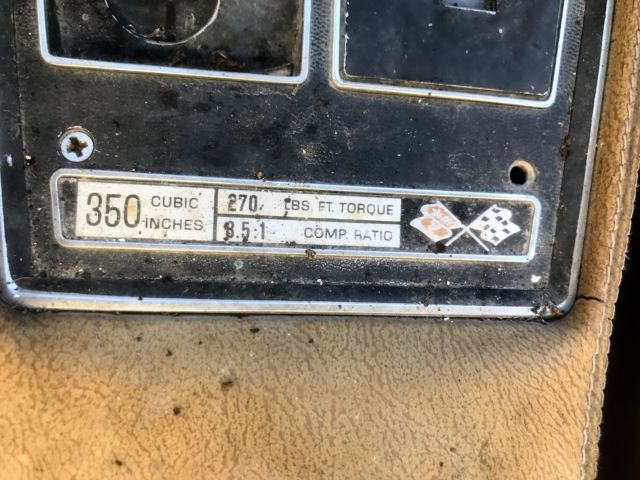 350 CUBIC INCHES
270 LBS. FT. TORQUE
8.5:1 COMP. RATIO